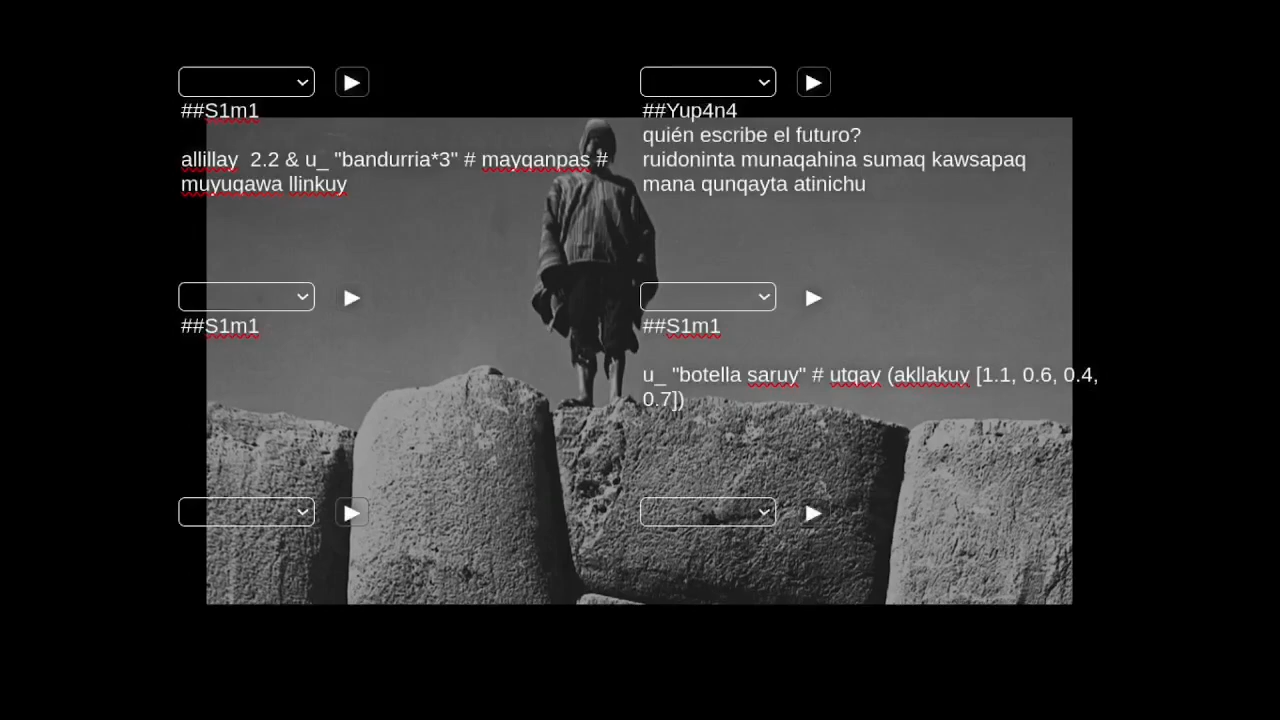 ##S1m1
allillay  2.2 & u_ "bandurria*3" # mayqanpas #
muyuqawa llinkuy
##Yup4n4
quién escribe el futuro?
ruidoninta munaqahina sumaq kawsapaq
mana qunqayta atinichu
##S1m1
##S1m1
u_ "botella saruy" # utqay (akllakuy [1.1, 0.6, 0.4,
0.7])